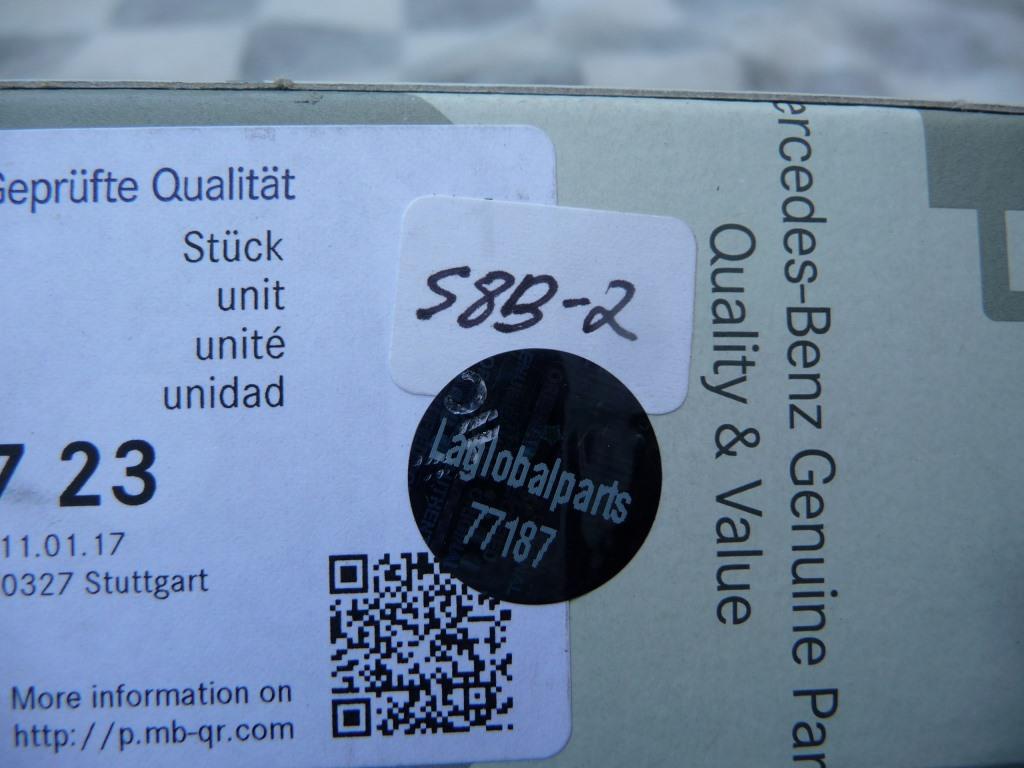 Geprüfte Qualität
Stück
unit
unité
unidad
7 23
11.01.17
0327 Stuttgart
More information on
http://p.mb-qr.com
S8B-2
Laglobalparts
77187
ercedes-Benz Genuine Par
Quality & Value